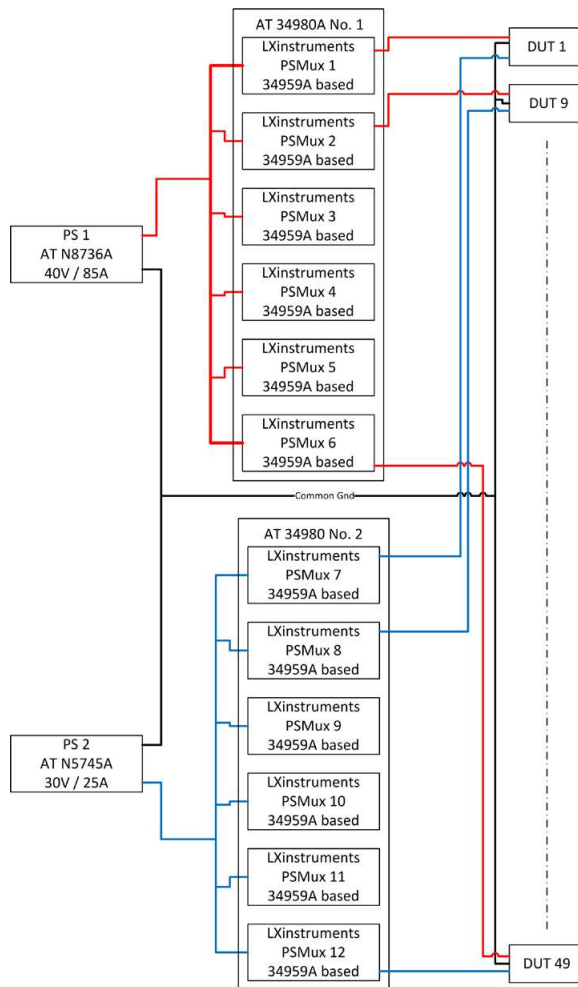 AT 34980A No. 1
LXinstruments
PSMux 1
34959A based
LXinstruments
PSMux 2
34959A based
LXinstruments
PSMux 3
34959A based
LXinstruments
PSMux 4
34959A based
LXinstruments
PSMux 5
34959A based
LXinstruments
PSMux 6
34959A based
DUT 1
DUT 9
PS 1
AT N8736A
40V / 85A
Common Gnd
AT 34980 No. 2
LXinstruments
PSMux 7
34959A based
LXinstruments
PSMux 8
34959A based
LXinstruments
PSMux 9
34959A based
LXinstruments
PSMux 10
34959A based
LXinstruments
PSMux 11
34959A based
LXinstruments
PSMux 12
34959A based
PS 2
AT N5745A
30V / 25A
DUT 49